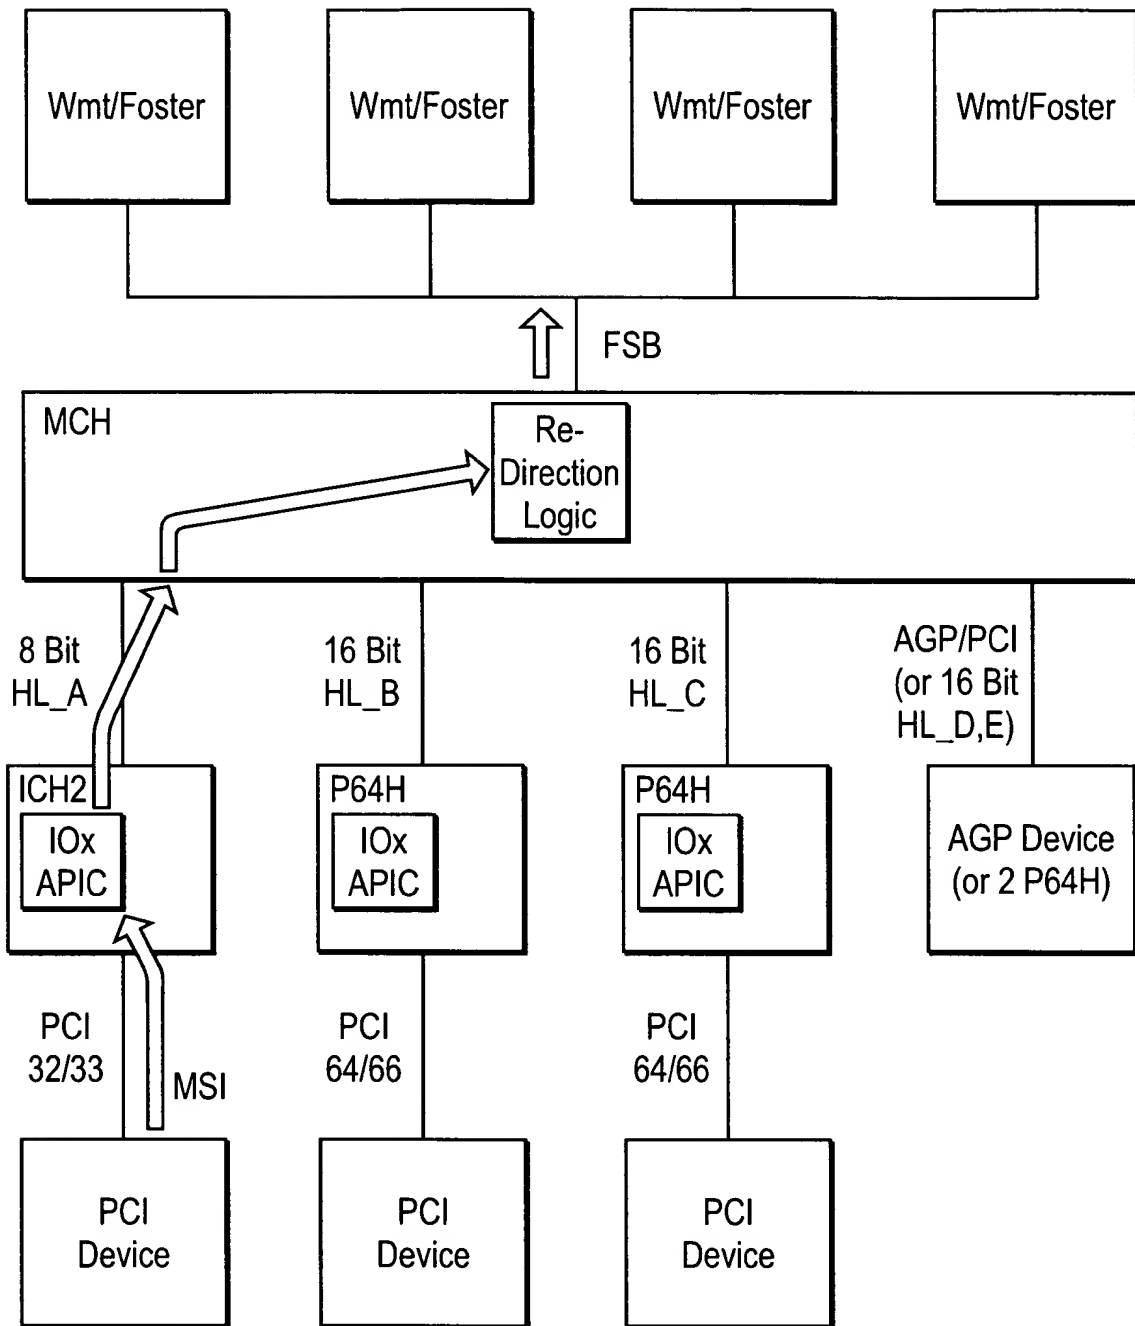 Wmt/Foster
Wmt/Foster
Wmt/Foster
Wmt/Foster
FSB
MCH
Re-
Direction
Logic
8 Bit
HL_A
16 Bit
HL_B
16 Bit
HL_C
AGP/PCI
(or 16 Bit
HL_D,E)
ICH2
IOx
APIC
P64H
IOx
APIC
P64H
IOx
APIC
AGP Device
(or 2 P64H)
PCI
32/33
MSI
PCI
64/66
PCI
64/66
PCI
Device
PCI
Device
PCI
Device